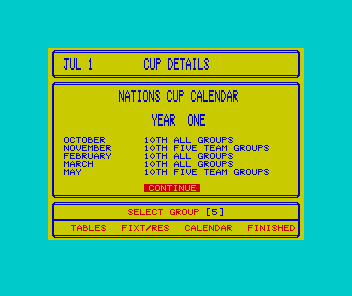 JUL 1 CUP DETAILS
NATIONS CUP CALENDAR
YEAR ONE
OCTOBER 10TH ALL GROUPS
NOVEMBER 10TH FIVE TEAM GROUPS
FEBRUARY 10TH ALL GROUPS
MARCH 10TH ALL GROUPS
MAY 10TH FIVE TEAM GROUPS
CONTINUE
SELECT GROUP [5]
TABLES FIXT/RES CALENDAR FINISHED